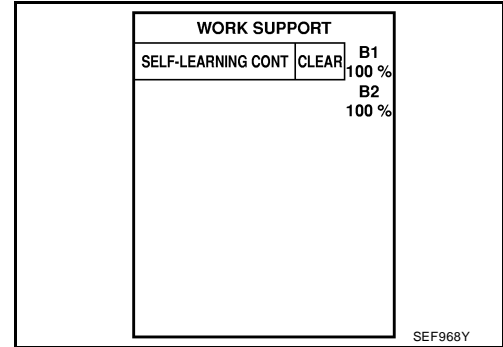 WORK SUPPORT
SELF-LEARNING CONT CLEAR B1
100 %
B2
100 %
SEF968Y